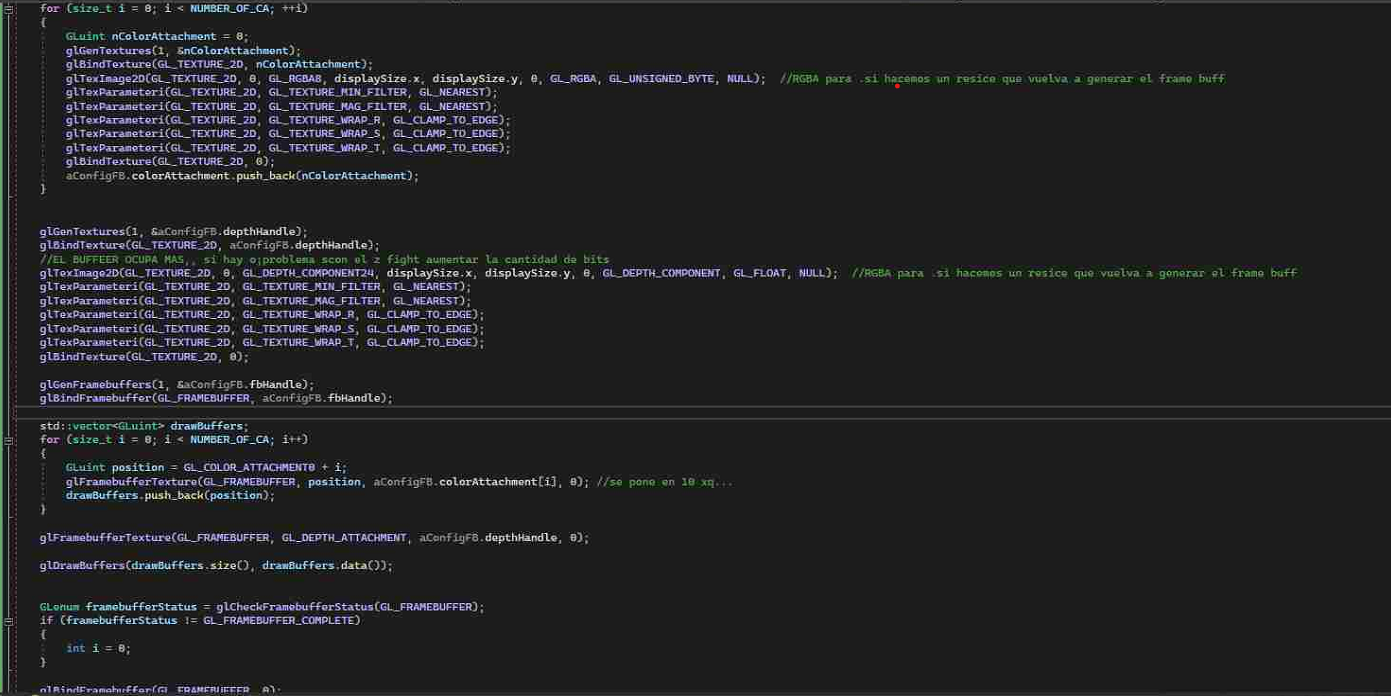 for (size_t i = 0; i < NUMBER_OF_CA; ++i)
{
GLuint nColorAttachment = 0;
glGenTextures(1, &nColorAttachment);
glBindTexture(GL_TEXTURE_2D, nColorAttachment);
glTexImage2D(GL_TEXTURE_2D, 0, GL_RGBA8, displaySize.x, displaySize.y, 0, GL_RGBA, GL_UNSIGNED_BYTE, NULL); //RGBA para .si hacemos un resice que vuelva a generar el frame buff
glTexParameteri(GL_TEXTURE_2D, GL_TEXTURE_MIN_FILTER, GL_NEAREST);
glTexParameteri(GL_TEXTURE_2D, GL_TEXTURE_MAG_FILTER, GL_NEAREST);
glTexParameteri(GL_TEXTURE_2D, GL_TEXTURE_WRAP_R, GL_CLAMP_TO_EDGE);
glTexParameteri(GL_TEXTURE_2D, GL_TEXTURE_WRAP_S, GL_CLAMP_TO_EDGE);
glTexParameteri(GL_TEXTURE_2D, GL_TEXTURE_WRAP_T, GL_CLAMP_TO_EDGE);
glBindTexture(GL_TEXTURE_2D, 0);
aConfigFB.colorAttachment.push_back(nColorAttachment);
}
glGenTextures(1, &aConfigFB.depthHandle);
glBindTexture(GL_TEXTURE_2D, aConfigFB.depthHandle);
//EL BUFFEER OCUPA MAS,, si hay o¡problema scon el z fight aumentar la cantidad de bits
glTexImage2D(GL_TEXTURE_2D, 0, GL_DEPTH_COMPONENT24, displaySize.x, displaySize.y, 0, GL_DEPTH_COMPONENT, GL_FLOAT, NULL); //RGBA para .si hacemos un resice que vuelva a generar el frame buff
glTexParameteri(GL_TEXTURE_2D, GL_TEXTURE_MIN_FILTER, GL_NEAREST);
glTexParameteri(GL_TEXTURE_2D, GL_TEXTURE_MAG_FILTER, GL_NEAREST);
glTexParameteri(GL_TEXTURE_2D, GL_TEXTURE_WRAP_R, GL_CLAMP_TO_EDGE);
glTexParameteri(GL_TEXTURE_2D, GL_TEXTURE_WRAP_S, GL_CLAMP_TO_EDGE);
glTexParameteri(GL_TEXTURE_2D, GL_TEXTURE_WRAP_T, GL_CLAMP_TO_EDGE);
glBindTexture(GL_TEXTURE_2D, 0);
glGenFramebuffers(1, &aConfigFB.fbHandle);
glBindFramebuffer(GL_FRAMEBUFFER, aConfigFB.fbHandle);
std::vector<GLuint> drawBuffers;
for (size_t i = 0; i < NUMBER_OF_CA; i++)
{
GLuint position = GL_COLOR_ATTACHMENT0 + i;
glFramebufferTexture(GL_FRAMEBUFFER, position, aConfigFB.colorAttachment[i], 0); //se pone en 10 xq...
drawBuffers.push_back(position);
}
glFramebufferTexture(GL_FRAMEBUFFER, GL_DEPTH_ATTACHMENT, aConfigFB.depthHandle, 0);
glDrawBuffers(drawBuffers.size(), drawBuffers.data());
GLenum framebufferStatus = glCheckFramebufferStatus(GL_FRAMEBUFFER);
if (framebufferStatus != GL_FRAMEBUFFER_COMPLETE)
{
int i = 0;
}
glBindFramebuffer(GL_FRAMEBUFFER, 0);